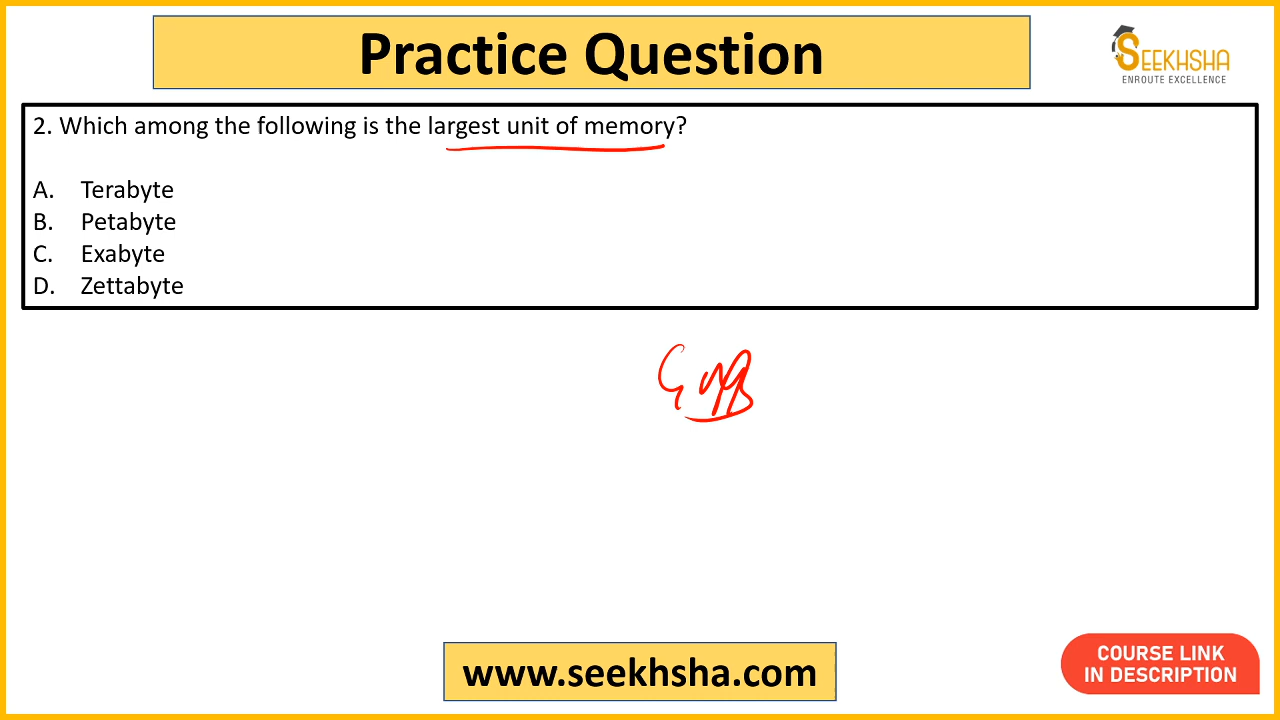 Practice Question
SEEKHSHA
ENROUTE EXCELLENCE
2. Which among the following is the largest unit of memory?
A. Terabyte
B. Petabyte
C. Exabyte
D. Zettabyte
www.seekhsha.com
COURSE LINK
IN DESCRIPTION